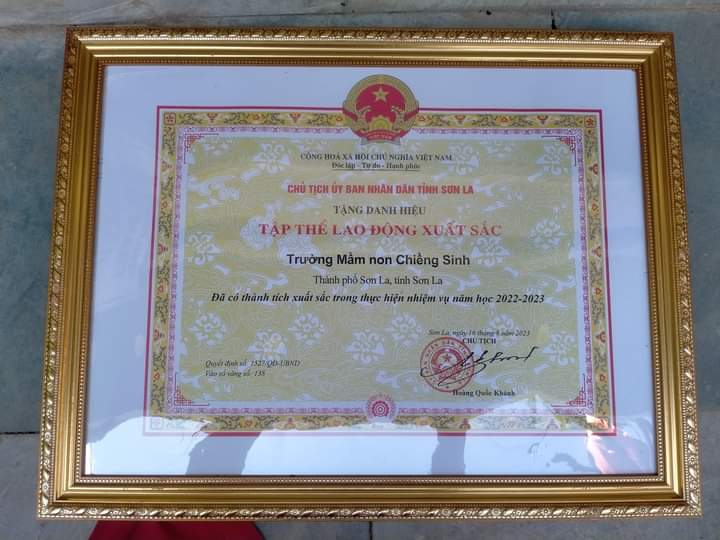 CỘNG HOÀ XÃ HỘI CHỦ NGHĨA VIỆT NAM
Độc lập - Tự do - Hạnh phúc
CHỦ TỊCH ỦY BAN NHÂN DÂN TỈNH SƠN LA
TẶNG DANH HIỆU
TẬP THỂ LAO ĐỘNG XUẤT SẮC
Trường Mầm non Chiềng Sinh
Thành phố Sơn La, tỉnh Sơn La
Đã có thành tích xuất sắc trong thực hiện nhiệm vụ năm học 2022-2023
Sơn La, ngày 16 tháng 8 năm 2023
CHỦ TỊCH
Quyết định số: 1527/QĐ-UBND
Vào sổ vàng số: 138
Hoàng Quốc Khánh